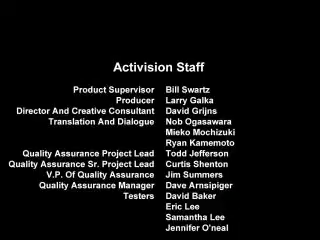 Activision Staff
Product Supervisor Bill Swartz
Producer Larry Galka
Director And Creative Consultant David Grijns
Translation And Dialogue Nob Ogasawara
Mieko Mochizuki
Ryan Kamemoto
Quality Assurance Project Lead Todd Jefferson
Quality Assurance Sr. Project Lead Curtis Shenton
V.P. Of Quality Assurance Jim Summers
Quality Assurance Manager Dave Arnsipiger
Testers David Baker
Eric Lee
Samantha Lee
Jennifer O'neal